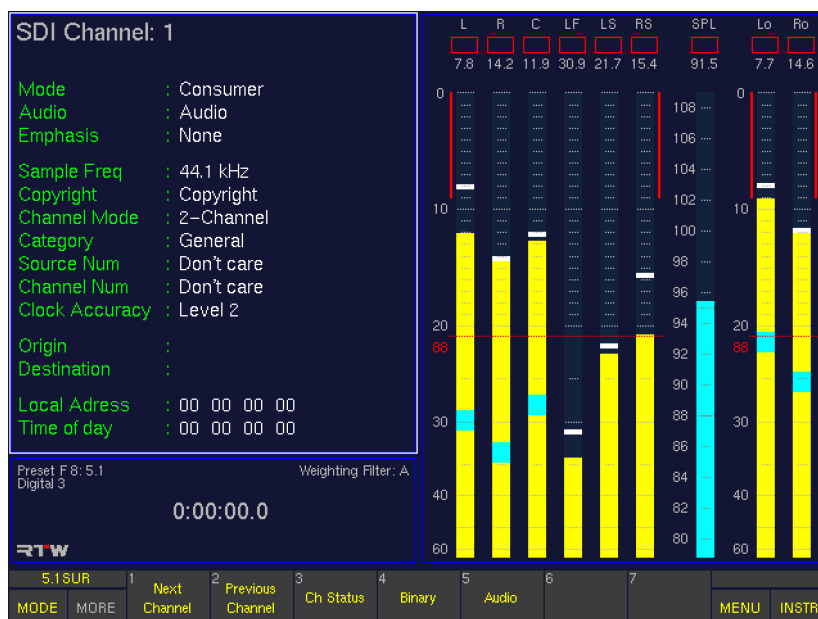 SDI Channel: 1
Mode : Consumer
Audio : Audio
Emphasis : None
Sample Freq : 44.1 kHz
Copyright : Copyright
Channel Mode : 2-Channel
Category : General
Source Num : Don't care
Channel Num : Don't care
Clock Accuracy : Level 2
Origin :
Destination :
Local Adress : 00 00 00 00
Time of day : 00 00 00 00
Preset F 8: 5.1 Weighting Filter: A
Digital 3
0:00:00.0
RTW
L R C LF LS RS SPL Lo Ro
7.8 14.2 11.9 30.9 21.7 15.4 91.5 7.7 14.6
0 108 0
106
104
102
10 10
100
98
96
94
20 20
88 88
92
90
88
30 30
86
84
40 40
82
80
60 60
5.1SUR 1 Next Channel 2 Previous Channel 3 Ch Status 4 Binary 5 Audio 6 7
MODE MORE MENU INSTR